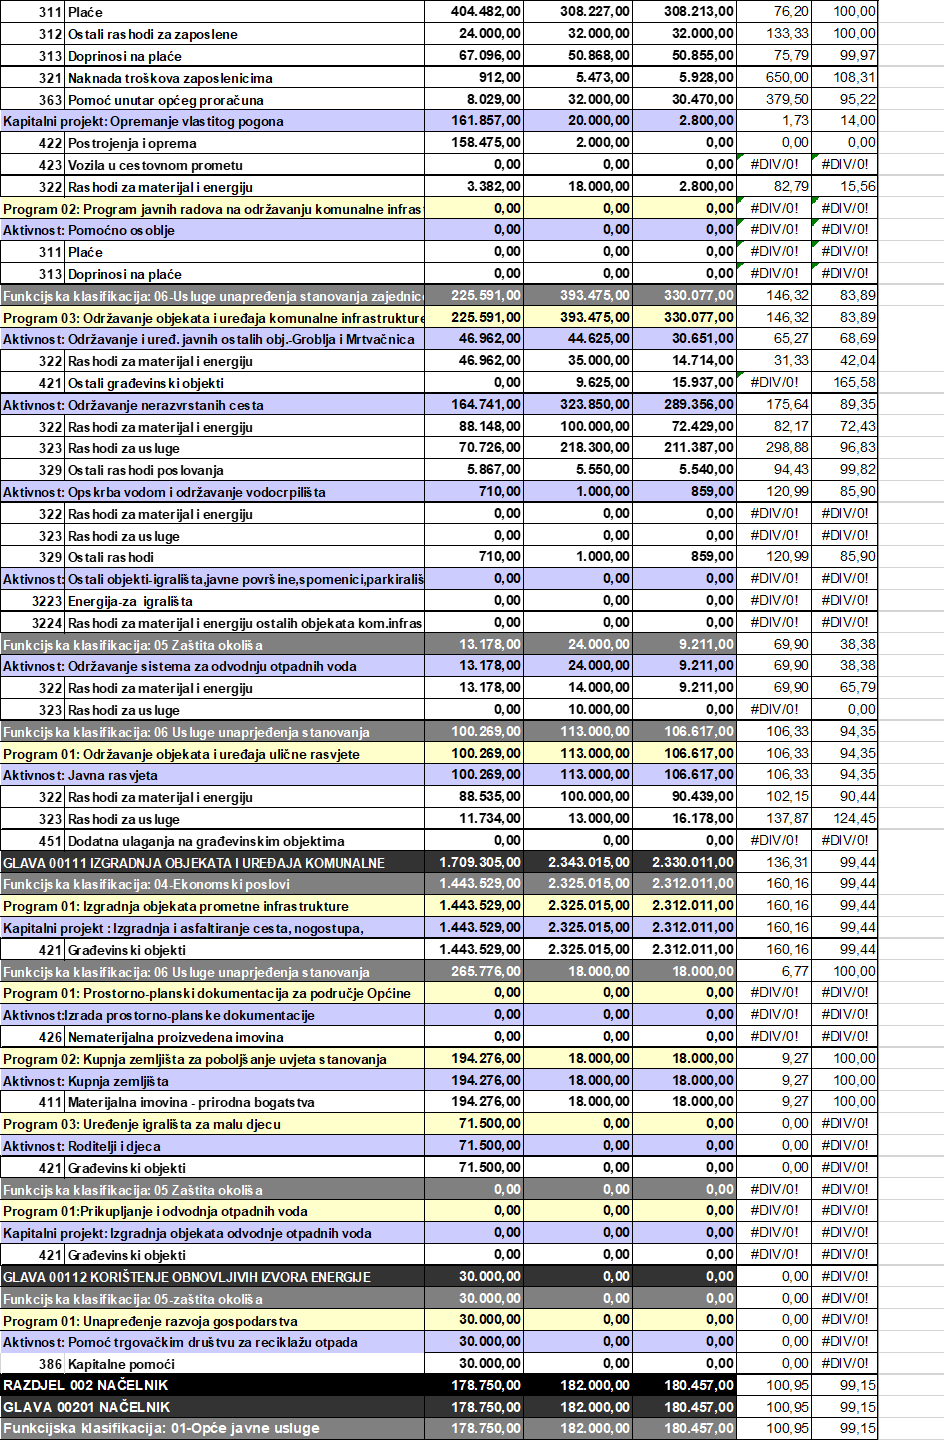 311 Plaće 404.482,00 308.227,00 308.213,00 76,20 100,00
312 Ostali rashodi za zaposlene 24.000,00 32.000,00 32.000,00 133,33 100,00
313 Doprinosi na plaće 67.096,00 50.868,00 50.855,00 75,79 99,97
321 Naknada troškova zaposlenicima 912,00 5.473,00 5.928,00 650,00 108,31
363 Pomoć unutar općeg proračuna 8.029,00 32.000,00 30.470,00 379,50 95,22
Kapitalni projekt: Opremanje vlastitog pogona 161.857,00 20.000,00 2.800,00 1,73 14,00
422 Postrojenja i oprema 158.475,00 2.000,00 0,00 0,00 0,00
423 Vozila u cestovnom prometu 0,00 0,00 0,00 #DIV/0! #DIV/0!
322 Rashodi za materijal i energiju 3.382,00 18.000,00 2.800,00 82,79 15,56
Program 02: Program javnih radova na održavanju komunalne infras 0,00 0,00 0,00 #DIV/0! #DIV/0!
Aktivnost: Pomoćno osoblje 0,00 0,00 0,00 #DIV/0! #DIV/0!
311 Plaće 0,00 0,00 0,00 #DIV/0! #DIV/0!
313 Doprinosi na plaće 0,00 0,00 0,00 #DIV/0! #DIV/0!
Funkcijska klasifikacija: 06-Usluge unapređenja stanovanja zajednic 225.591,00 393.475,00 330.077,00 146,32 83,89
Program 03: Održavanje objekata i uređaja komunalne infrastrukture 225.591,00 393.475,00 330.077,00 146,32 83,89
Aktivnost: Održavanje i uređ. javnih ostalih obj.-Groblja i Mrtvačnica 46.962,00 44.625,00 30.651,00 65,27 68,69
322 Rashodi za materijal i energiju 46.962,00 35.000,00 14.714,00 31,33 42,04
421 Ostali građevinski objekti 0,00 9.625,00 15.937,00 #DIV/0! 165,58
Aktivnost: Održavanje nerazvrstanih cesta 164.741,00 323.850,00 289.356,00 175,64 89,35
322 Rashodi za materijal i energiju 88.148,00 100.000,00 72.429,00 82,17 72,43
323 Rashodi za usluge 70.726,00 218.300,00 211.387,00 298,88 96,83
329 Ostali rashodi poslovanja 5.867,00 5.550,00 5.540,00 94,43 99,82
Aktivnost: Opskrba vodom i održavanje vodocrpilišta 710,00 1.000,00 859,00 120,99 85,90
322 Rashodi za materijal i energiju 0,00 0,00 0,00 #DIV/0! #DIV/0!
323 Rashodi za usluge 0,00 0,00 0,00 #DIV/0! #DIV/0!
329 Ostali rashodi 710,00 1.000,00 859,00 120,99 85,90
Aktivnost: Ostali objekti-igrališta,javne površine,spomenici,parkirališ 0,00 0,00 0,00 #DIV/0! #DIV/0!
3223 Energija-za igrališta 0,00 0,00 0,00 #DIV/0! #DIV/0!
3224 Rashodi za materijal i energiju ostalih objekata kom.infras 0,00 0,00 0,00 #DIV/0! #DIV/0!
Funkcijska klasifikacija: 05 Zaštita okoliša 13.178,00 24.000,00 9.211,00 69,90 38,38
Aktivnost: Održavanje sistema za odvodnju otpadnih voda 13.178,00 24.000,00 9.211,00 69,90 38,38
322 Rashodi za materijal i energiju 13.178,00 14.000,00 9.211,00 69,90 65,79
323 Rashodi za usluge 0,00 10.000,00 0,00 #DIV/0! 0,00
Funkcijska klasifikacija: 06 Usluge unapređenja stanovanja 100.269,00 113.000,00 106.617,00 106,33 94,35
Program 01: Održavanje objekata i uređaja ulične rasvjete 100.269,00 113.000,00 106.617,00 106,33 94,35
Aktivnost: Javna rasvjeta 100.269,00 113.000,00 106.617,00 106,33 94,35
322 Rashodi za materijal i energiju 88.535,00 100.000,00 90.439,00 102,15 90,44
323 Rashodi za usluge 11.734,00 13.000,00 16.178,00 137,87 124,45
451 Dodatna ulaganja na građevinskim objektima 0,00 0,00 0,00 #DIV/0! #DIV/0!
GLAVA 00111 IZGRADNJA OBJEKATA I UREĐAJA KOMUNALNE 1.709.305,00 2.343.015,00 2.330.011,00 136,31 99,44
Funkcijska klasifikacija: 04-Ekonomski poslovi 1.443.529,00 2.325.015,00 2.312.011,00 160,16 99,44
Program 01: Izgradnja objekata prometne infrastrukture 1.443.529,00 2.325.015,00 2.312.011,00 160,16 99,44
Kapitalni projekt : Izgradnja i asfaltiranje cesta, nogostupa, 1.443.529,00 2.325.015,00 2.312.011,00 160,16 99,44
421 Građevinski objekti 1.443.529,00 2.325.015,00 2.312.011,00 160,16 99,44
Funkcijska klasifikacija: 06 Usluge unaprjeđenja stanovanja 265.776,00 18.000,00 18.000,00 6,77 100,00
Program 01: Prostorno-planski dokumentacija za područje Općine 0,00 0,00 0,00 #DIV/0! #DIV/0!
Aktivnost:Izrada prostorno-planske dokumentacije 0,00 0,00 0,00 #DIV/0! #DIV/0!
426 Nematerijalna proizvedena imovina 0,00 0,00 0,00 #DIV/0! #DIV/0!
Program 02: Kupnja zemljišta za poboljšanje uvjeta stanovanja 194.276,00 18.000,00 18.000,00 9,27 100,00
Aktivnost: Kupnja zemljišta 194.276,00 18.000,00 18.000,00 9,27 100,00
411 Materijalna imovina - prirodna bogatstva 194.276,00 18.000,00 18.000,00 9,27 100,00
Program 03: Uređenje igrališta za malu djecu 71.500,00 0,00 0,00 0,00 #DIV/0!
Aktivnost: Roditelji i djeca 71.500,00 0,00 0,00 0,00 #DIV/0!
421 Građevinski objekti 71.500,00 0,00 0,00 0,00 #DIV/0!
Funkcijska klasifikacija: 05 Zaštita okoliša 0,00 0,00 0,00 #DIV/0! #DIV/0!
Program 01:Prikupljanje i odvodnja otpadnih voda 0,00 0,00 0,00 #DIV/0! #DIV/0!
Kapitalni projekt: Izgradnja objekata odvodnje otpadnih voda 0,00 0,00 0,00 #DIV/0! #DIV/0!
421 Građevinski objekti 0,00 0,00 0,00 #DIV/0! #DIV/0!
GLAVA 00112 KORIŠTENJE OBNOVLJIVIH IZVORA ENERGIJE 30.000,00 0,00 0,00 0,00 #DIV/0!
Funkcijska klasifikacija: 05-zaštita okoliša 30.000,00 0,00 0,00 0,00 #DIV/0!
Program 01: Unapređenje razvoja gospodarstva 30.000,00 0,00 0,00 0,00 #DIV/0!
Aktivnost: Pomoć trgovačkim društvu za reciklažu otpada 30.000,00 0,00 0,00 0,00 #DIV/0!
386 Kapitalne pomoći 30.000,00 0,00 0,00 0,00 #DIV/0!
RAZDJEL 002 NAČELNIK 178.750,00 182.000,00 180.457,00 100,95 99,15
GLAVA 00201 NAČELNIK 178.750,00 182.000,00 180.457,00 100,95 99,15
Funkcijska klasifikacija: 01-Opće javne usluge 178.750,00 182.000,00 180.457,00 100,95 99,15